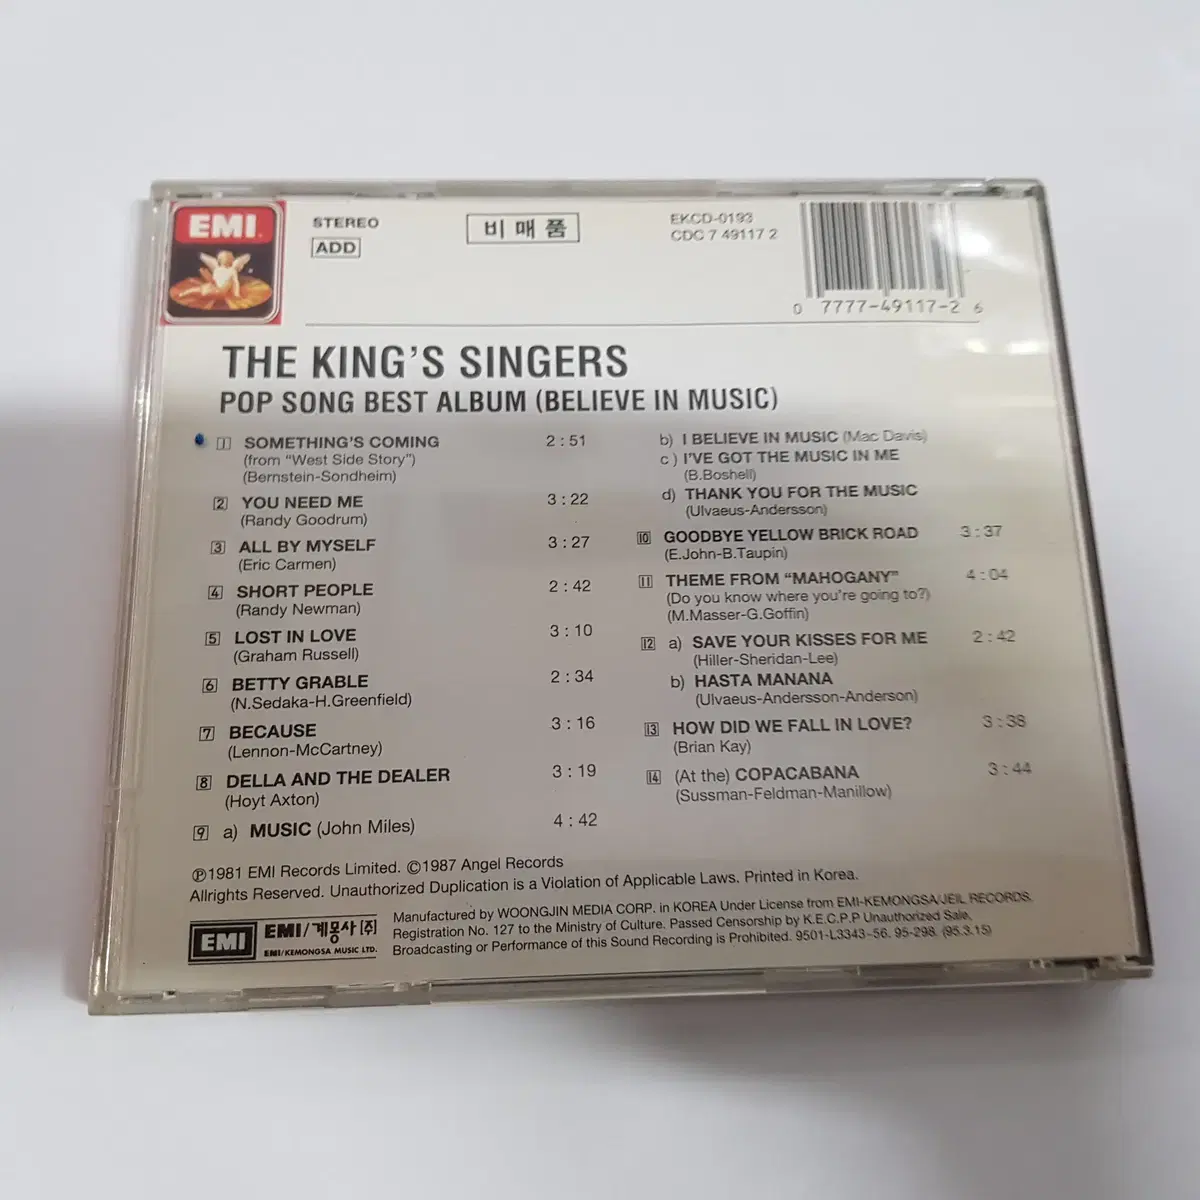 EMI
STEREO
ADD
비매품
EKCD-0193
CDC 7 49117 2
0 7777-49117-2 6
THE KING'S SINGERS
POP SONG BEST ALBUM (BELIEVE IN MUSIC)
1 SOMETHING'S COMING 2:51
(from "West Side Story")
(Bernstein-Sondheim)
2 YOU NEED ME 3:22
(Randy Goodrum)
3 ALL BY MYSELF 3:27
(Eric Carmen)
4 SHORT PEOPLE 2:42
(Randy Newman)
5 LOST IN LOVE 3:10
(Graham Russell)
6 BETTY GRABLE 2:34
(N.Sedaka-H.Greenfield)
7 BECAUSE 3:16
(Lennon-McCartney)
8 DELLA AND THE DEALER 3:19
(Hoyt Axton)
9 a) MUSIC (John Miles) 4:42
b) I BELIEVE IN MUSIC (Mac Davis)
c) I'VE GOT THE MUSIC IN ME
(B.Boshell)
d) THANK YOU FOR THE MUSIC
(Ulvaeus-Andersson)
10 GOODBYE YELLOW BRICK ROAD 3:37
(E.John-B.Taupin)
11 THEME FROM "MAHOGANY" 4:04
(Do you know where you're going to?)
(M.Masser-G.Goffin)
12 a) SAVE YOUR KISSES FOR ME 2:42
(Hiller-Sheridan-Lee)
b) HASTA MANANA
(Ulvaeus-Andersson-Anderson)
13 HOW DID WE FALL IN LOVE? 3:38
(Brian Kay)
14 (At the) COPACABANA 3:44
(Sussman-Feldman-Manillow)
℗1981 EMI Records Limited. ©1987 Angel Records
Allrights Reserved. Unauthorized Duplication is a Violation of Applicable Laws. Printed in Korea.
EMI
EMI/계몽사 [주]
EMI/KEMONGSA MUSIC LTD.
Manufactured by WOONGJIN MEDIA CORP. in KOREA Under License from EMI-KEMONGSA/JEIL RECORDS.
Registration No. 127 to the Ministry of Culture. Passed Censorship by K.E.C.P.P Unauthorized Sale,
Broadcasting or Performance of this Sound Recording is Prohibited. 9501-L3343-56. 95-298. (95.3.15)